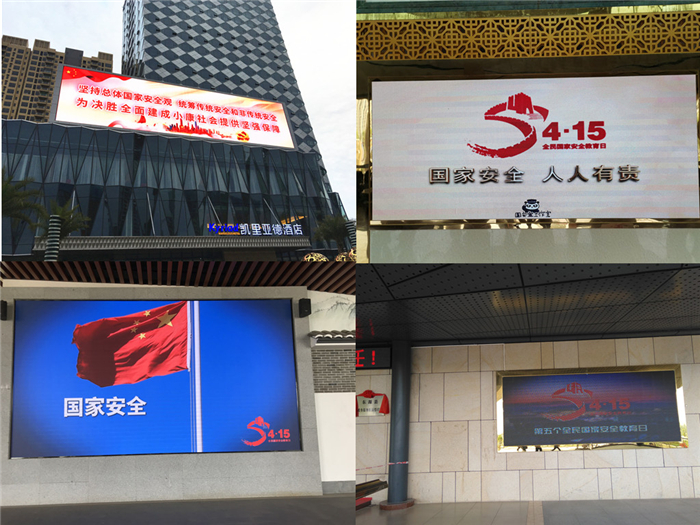 坚持总体国家安全观 统筹传统安全和非传统安全
为决胜全面建成小康社会提供坚强保障
Kyriad 凯里亚德酒店
4·15
全民国家安全教育日
国家安全 人人有责
国家安全
4·15
任!
4·15
第五个全民国家安全教育日